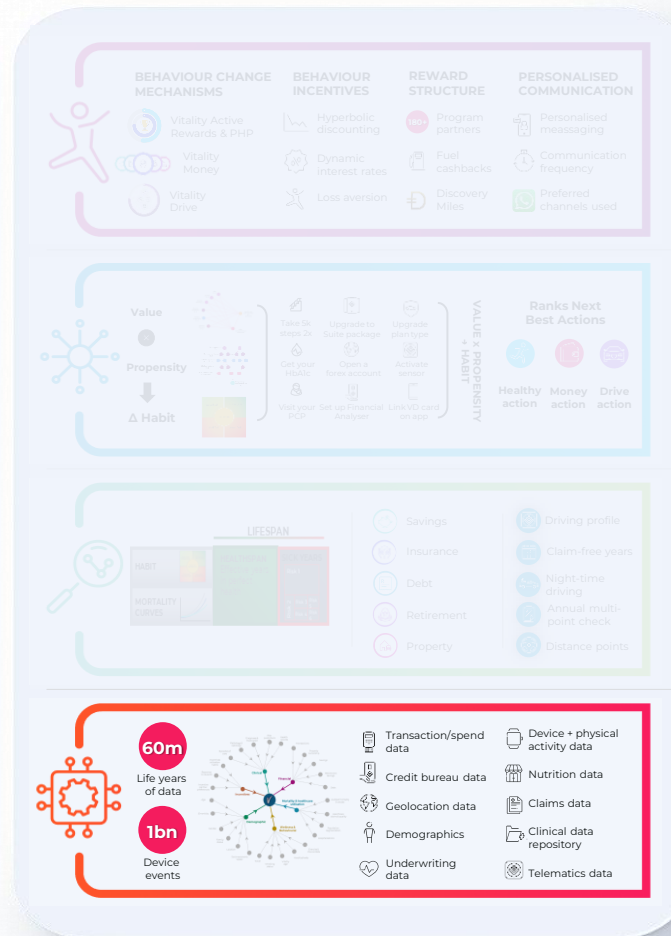 BEHAVIOUR CHANGE
MECHANISMS
Vitality Active
Rewards & PHP
Vitality
Money
Vitality
Drive
BEHAVIOUR
INCENTIVES
Hyperbolic
discounting
Dynamic
interest rates
Loss aversion
REWARD
STRUCTURE
Program
partners
Fuel
cashbacks
Discovery
Miles
PERSONALISED
COMMUNICATION
Personalised
meassaging
Communication
frequency
Preferred
channels used
Value
Propensity
Δ Habit
Take 5k
steps 2x
Upgrade to
Suite package
Upgrade
plan type
Get your
HbA1c
Open a
forex account
Activate
sensor
Visit your
PCP
Set up Financial
Analyser
Link VD card
on app
VALUE x PROPENSITY
+ HABIT
Ranks Next
Best Actions
Healthy
action
Money
action
Drive
action
LIFESPAN
HABIT
MORTALITY
CURVES
Savings
Insurance
Debt
Retirement
Property
Driving profile
Claim-free years
Night-time
driving
Annual multi-
point check
Distance points
60m
Life years
of data
1bn
Device
events
Transaction/spend
data
Credit bureau data
Geolocation data
Demographics
Underwriting
data
Device + physical
activity data
Nutrition data
Claims data
Clinical data
repository
Telematics data